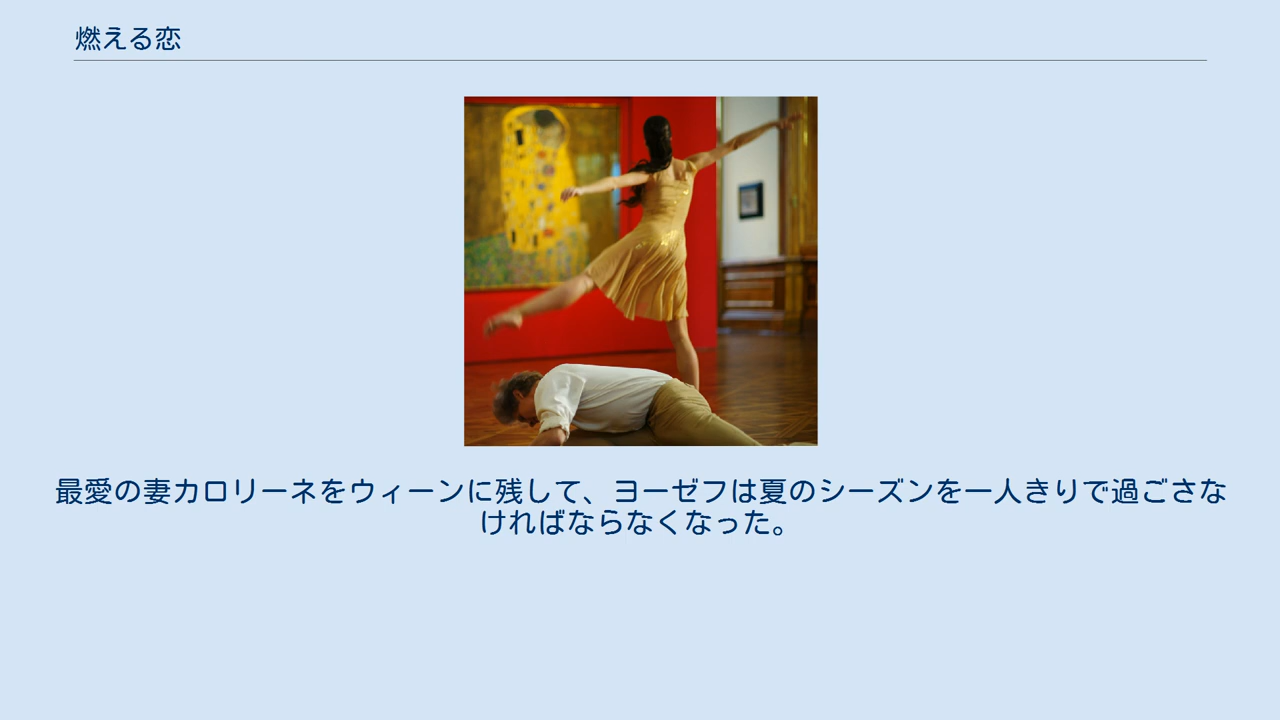 燃える恋
最愛の妻カロリーネをウィーンに残して、ヨーゼフは夏のシーズンを一人きりで過ごさな
ければならなくなった。